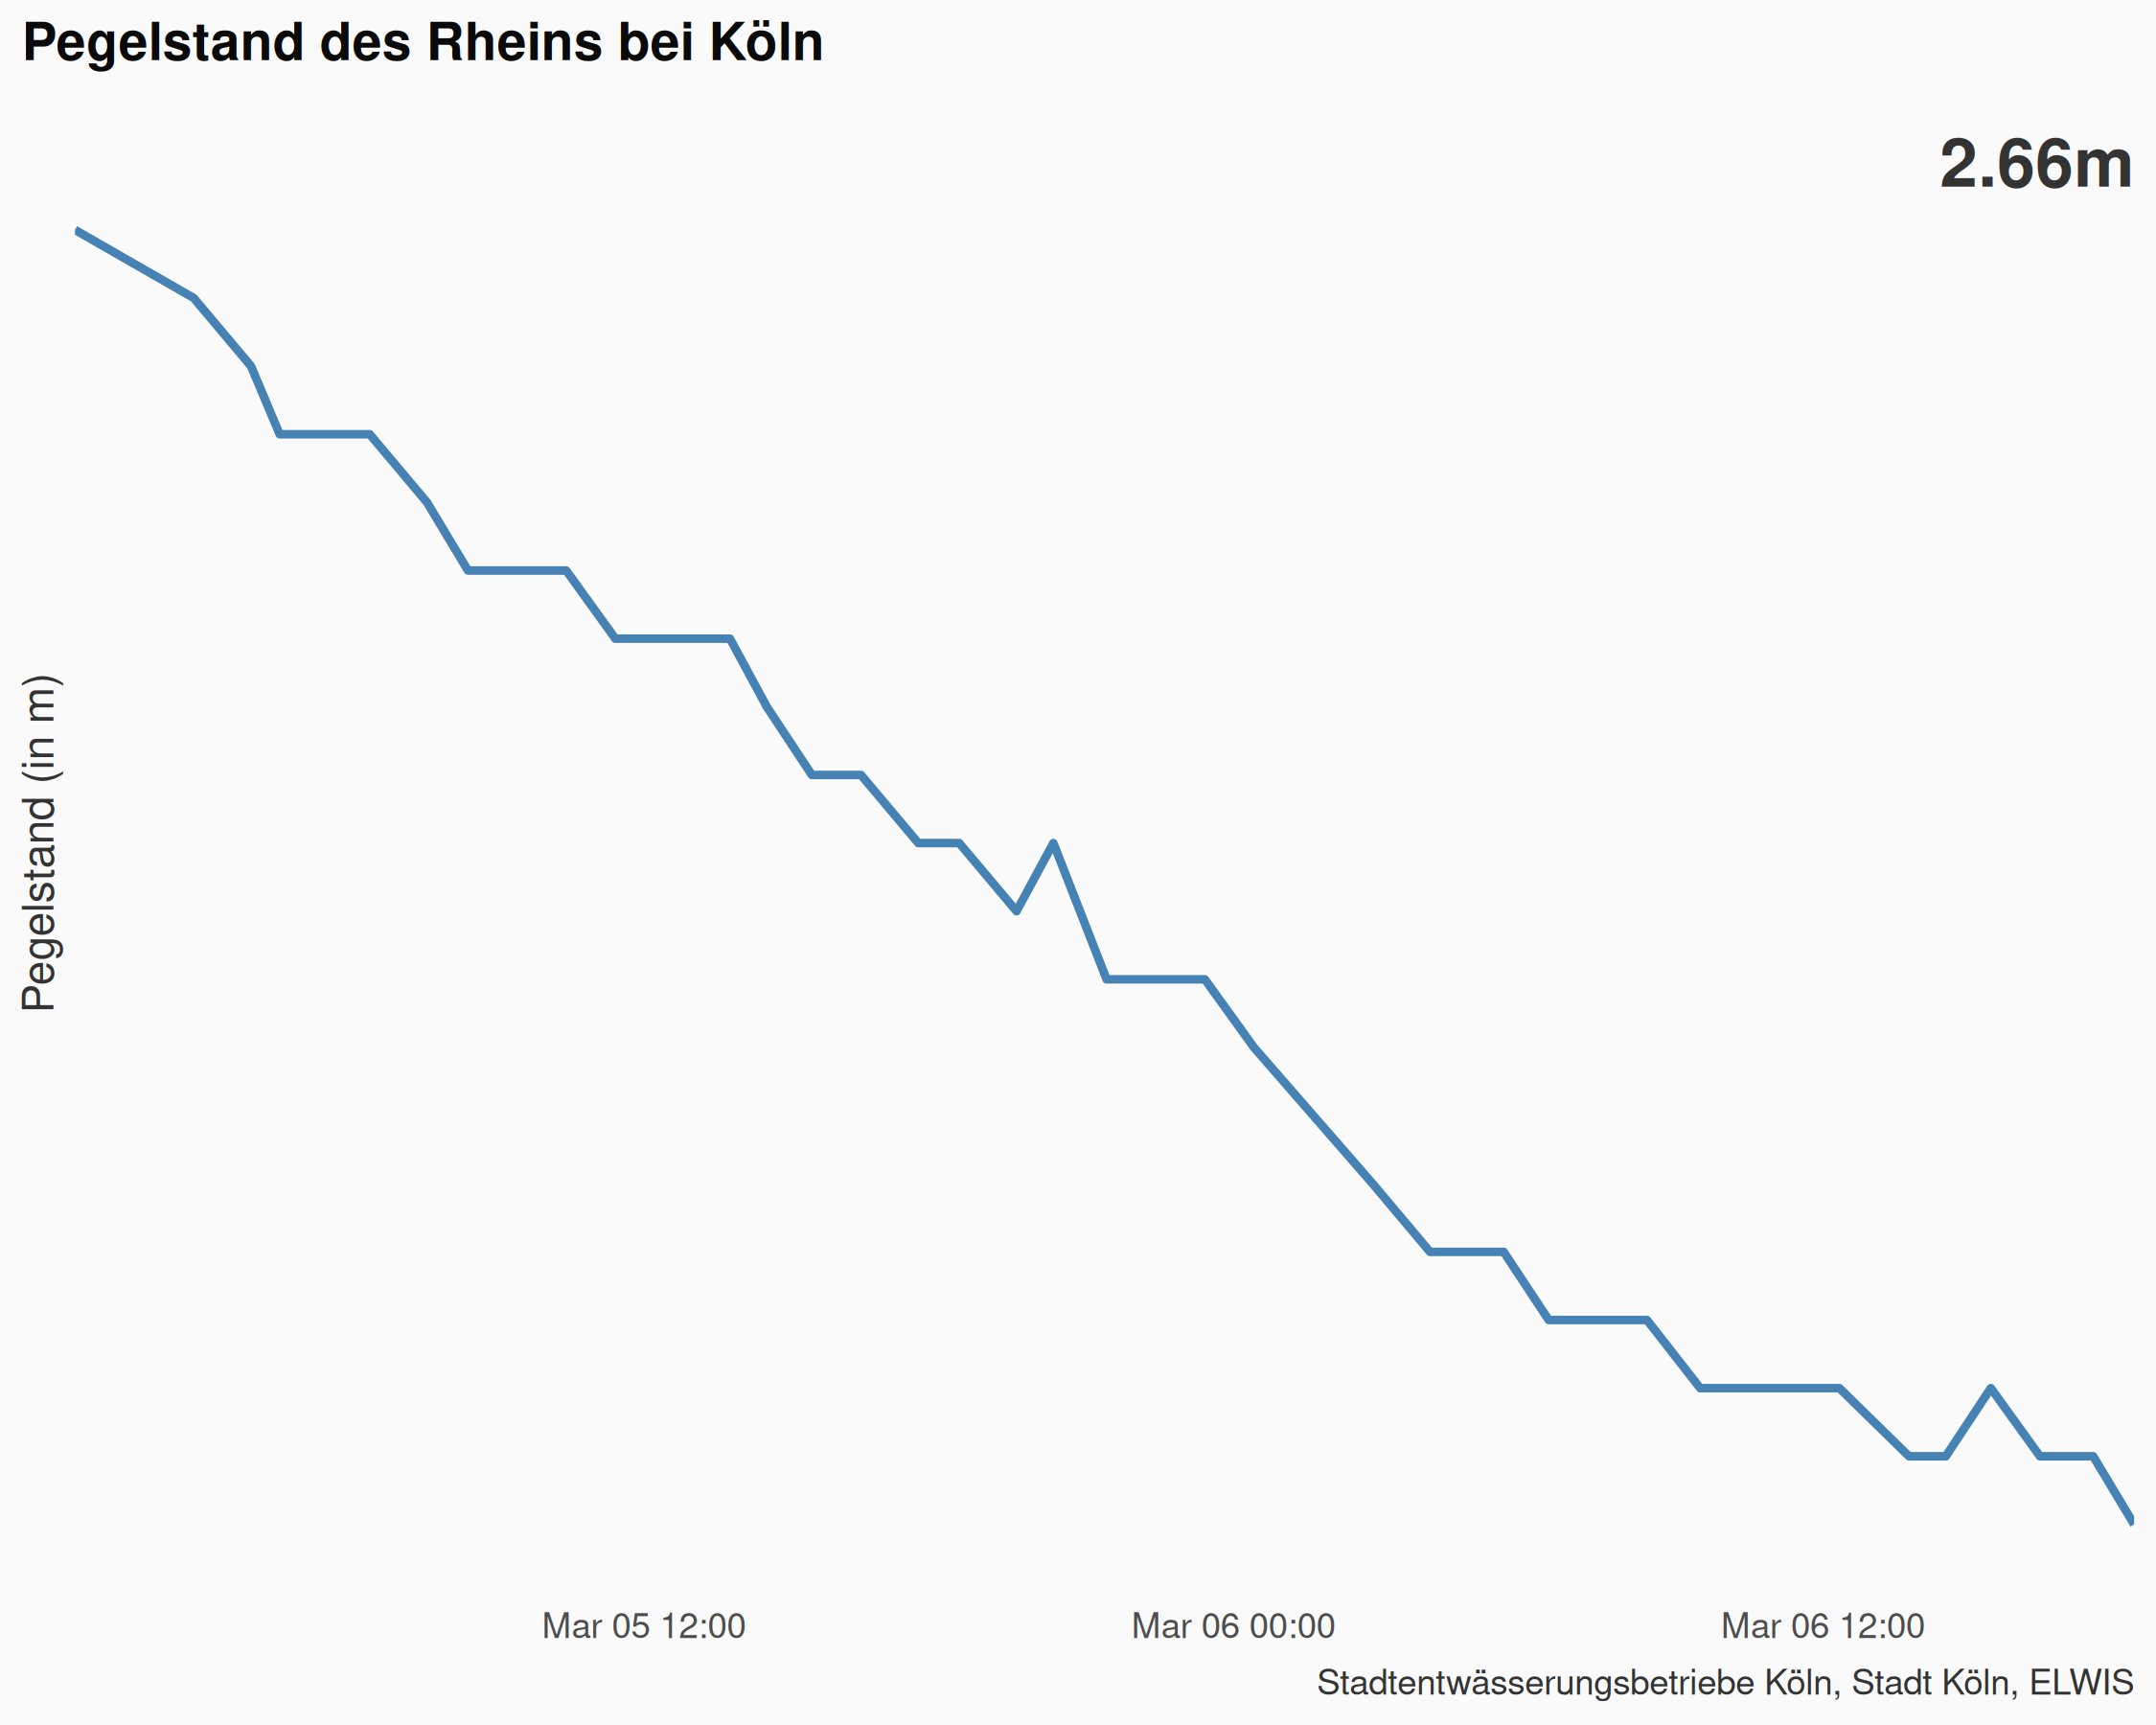 Pegelstand des Rheins bei Köln
2.66m
Pegelstand (in m)
Mar 05 12:00
Mar 06 00:00
Mar 06 12:00
Stadtentwässerungsbetriebe Köln, Stadt Köln, ELWIS